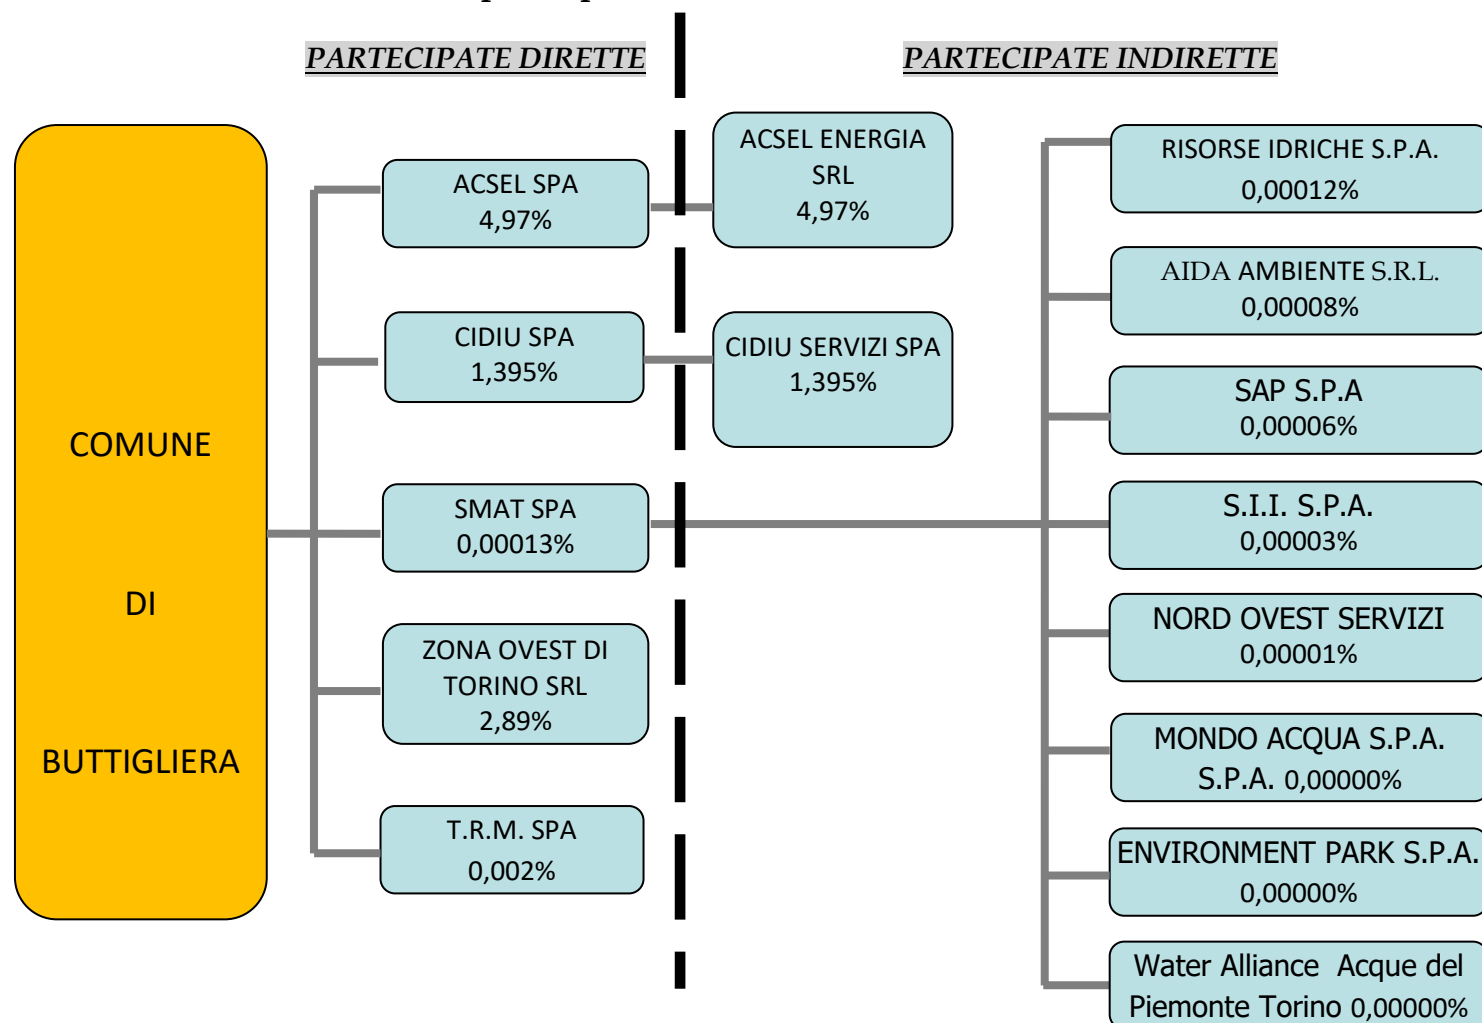 PARTECIPATE DIRETTE
PARTECIPATE INDIRETTE
COMUNE
DI
BUTTIGLIERA
ACSEL SPA
4,97%
CIDIU SPA
1,395%
SMAT SPA
0,00013%
ZONA OVEST DI
TORINO SRL
2,89%
T.R.M. SPA
0,002%
ACSEL ENERGIA
SRL
4,97%
CIDIU SERVIZI SPA
1,395%
RISORSE IDRICHE S.P.A.
0,00012%
AIDA AMBIENTE S.R.L.
0,00008%
SAP S.P.A
0,00006%
S.I.I. S.P.A.
0,00003%
NORD OVEST SERVIZI
0,00001%
MONDO ACQUA S.P.A.
S.P.A. 0,00000%
ENVIRONMENT PARK S.P.A.
0,00000%
Water Alliance Acque del
Piemonte Torino 0,00000%